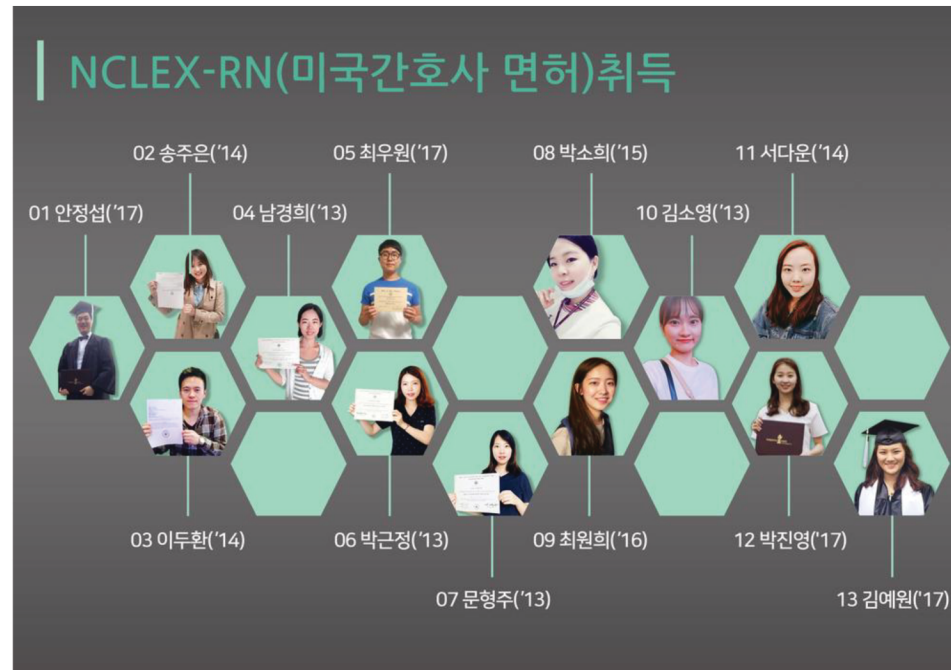 NCLEX-RN(미국간호사 면허)취득
01 안정섭('17)
02 송주은('14)
03 이두환('14)
04 남경희('13)
05 최우원('17)
06 박근정('13)
07 문형주('13)
08 박소희('15)
09 최원희('16)
10 김소영('13)
11 서다운('14)
12 박진영('17)
13 김예원('17)